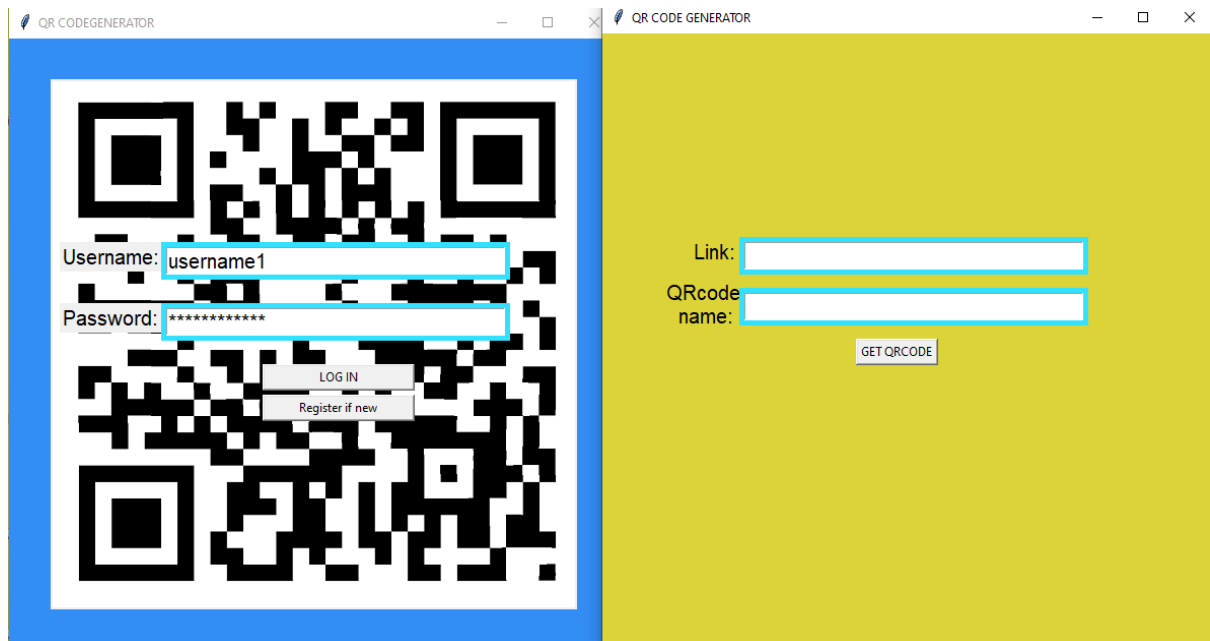 QR CODEGENERATOR
Username:
username1
Password:
************
LOG IN
Register if new
QR CODE GENERATOR
Link:
QRcode
name:
GET QRCODE